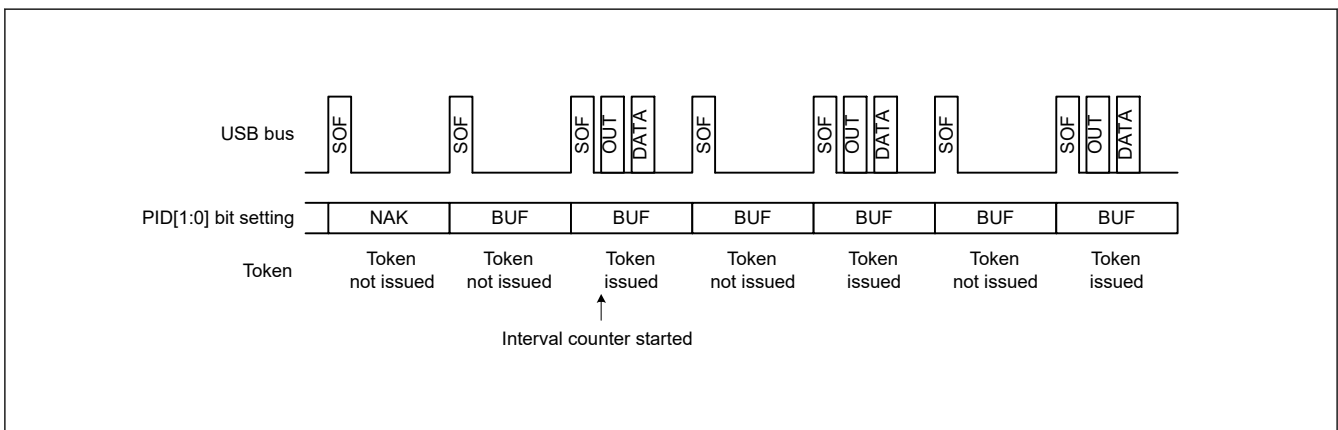 USB bus
SOF SOF SOF OUT DATA SOF SOF OUT DATA SOF SOF OUT DATA
PID[1:0] bit setting NAK BUF BUF BUF BUF BUF BUF
Token
Token
not issued
Token
not issued
Token
issued
Token
not issued
Token
issued
Token
not issued
Token
issued
Interval counter started